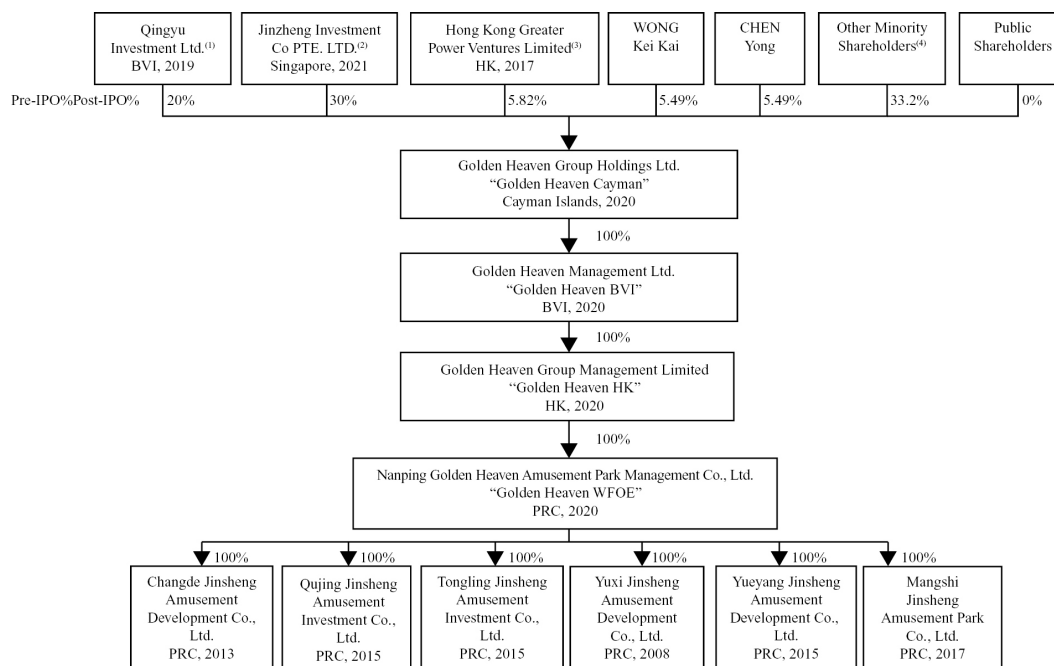 Qingyu
Investment Ltd.(1)
BVI, 2019
Jinzheng Investment
Co PTE. LTD.(2)
Singapore, 2021
Hong Kong Greater
Power Ventures Limited(3)
HK, 2017
WONG
Kei Kai
CHEN
Yong
Other Minority
Shareholders(4)
Public
Shareholders
Pre-IPO%Post-IPO%
20%
30%
5.82%
5.49%
5.49%
33.2%
0%
Golden Heaven Group Holdings Ltd.
“Golden Heaven Cayman”
Cayman Islands, 2020
100%
Golden Heaven Management Ltd.
“Golden Heaven BVI”
BVI, 2020
100%
Golden Heaven Group Management Limited
“Golden Heaven HK”
HK, 2020
100%
Nanping Golden Heaven Amusement Park Management Co., Ltd.
“Golden Heaven WFOE”
PRC, 2020
100%
100%
100%
100%
100%
100%
Changde Jinsheng
Amusement
Development Co.,
Ltd.
PRC, 2013
Qujing Jinsheng
Amusement
Investment Co.,
Ltd.
PRC, 2015
Tongling Jinsheng
Amusement
Investment Co.,
Ltd.
PRC, 2015
Yuxi Jinsheng
Amusement
Development
Co., Ltd.
PRC, 2008
Yueyang Jinsheng
Amusement
Development Co.,
Ltd.
PRC, 2015
Mangshi
Jinsheng
Amusement Park
Co., Ltd.
PRC, 2017